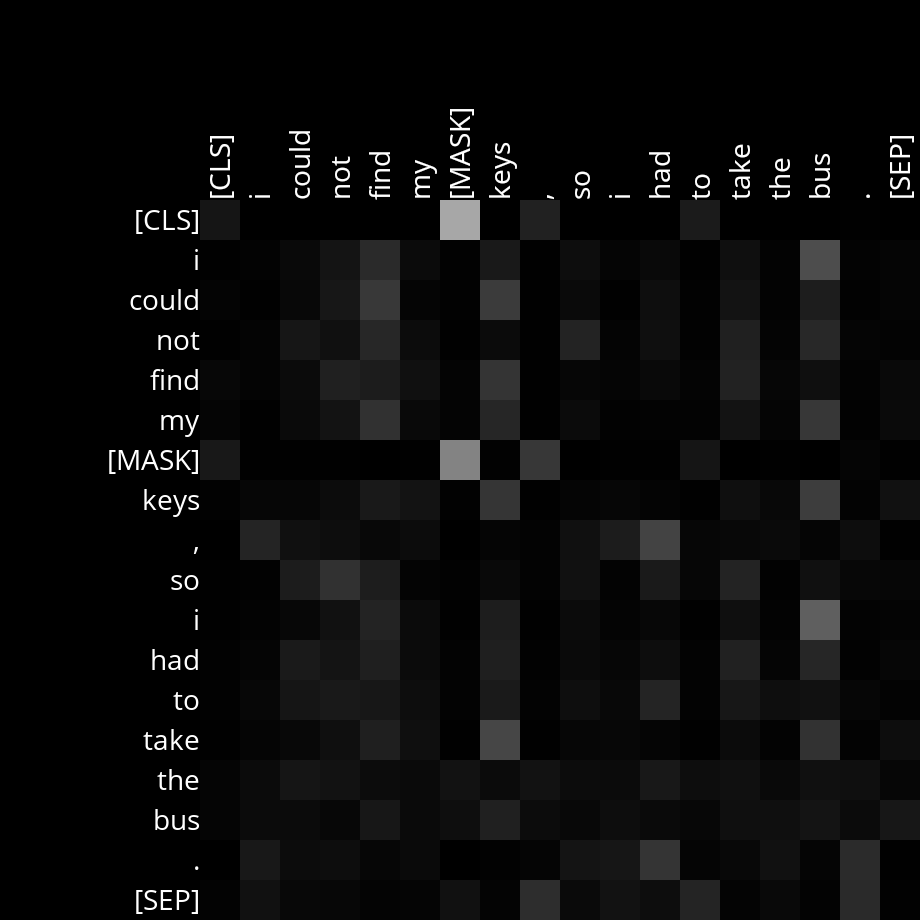 [CLS] i could not find my [MASK] keys , so i had to take the bus . [SEP]
[CLS]
i
could
not
find
my
[MASK]
keys
,
so
i
had
to
take
the
bus
.
[SEP]